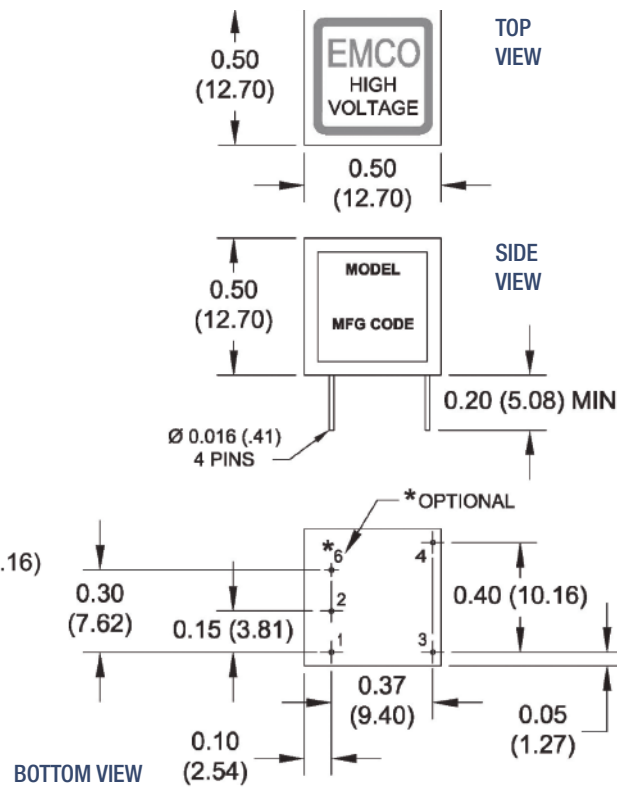 TOP
VIEW
EMCO
HIGH
VOLTAGE
0.50
(12.70)
0.50
(12.70)
SIDE
VIEW
MODEL
MFG CODE
0.50
(12.70)
0.20 (5.08) MIN
Ø 0.016 (.41)
4 PINS
*OPTIONAL
*6
4
.16)
0.30
(7.62)
2
0.15 (3.81)
0.40 (10.16)
1
3
0.37
(9.40)
0.05
(1.27)
0.10
(2.54)
BOTTOM VIEW